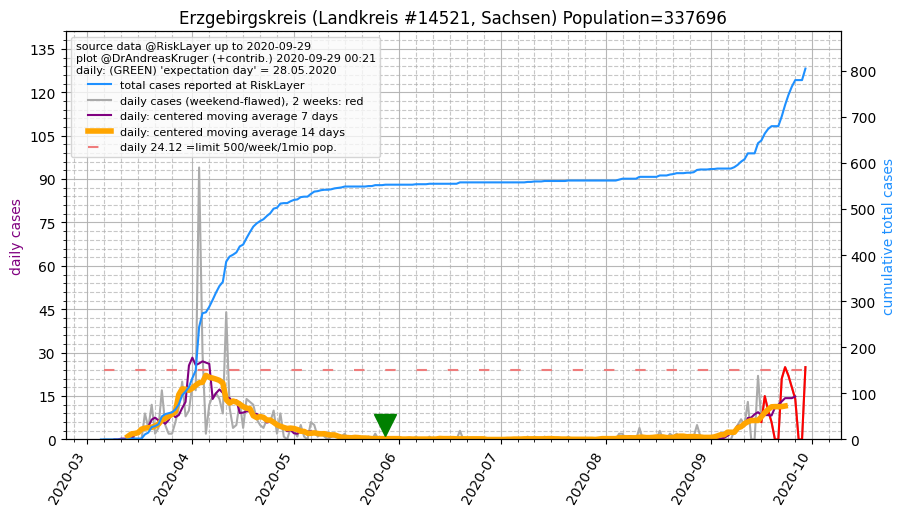 Erzgebirgskreis (Landkreis #14521, Sachsen) Population=337696
source data @RiskLayer up to 2020-09-29
plot @DrAndreasKruger (+contrib.) 2020-09-29 00:21
daily: (GREEN) 'expectation day' = 28.05.2020
total cases reported at RiskLayer
daily cases (weekend-flawed), 2 weeks: red
daily: centered moving average 7 days
daily: centered moving average 14 days
daily 24.12 =limit 500/week/1mio pop.
daily cases
135
120
105
90
75
60
45
30
15
0
cumulative total cases
800
700
600
500
400
300
200
100
0
2020-03
2020-04
2020-05
2020-06
2020-07
2020-08
2020-09
2020-10